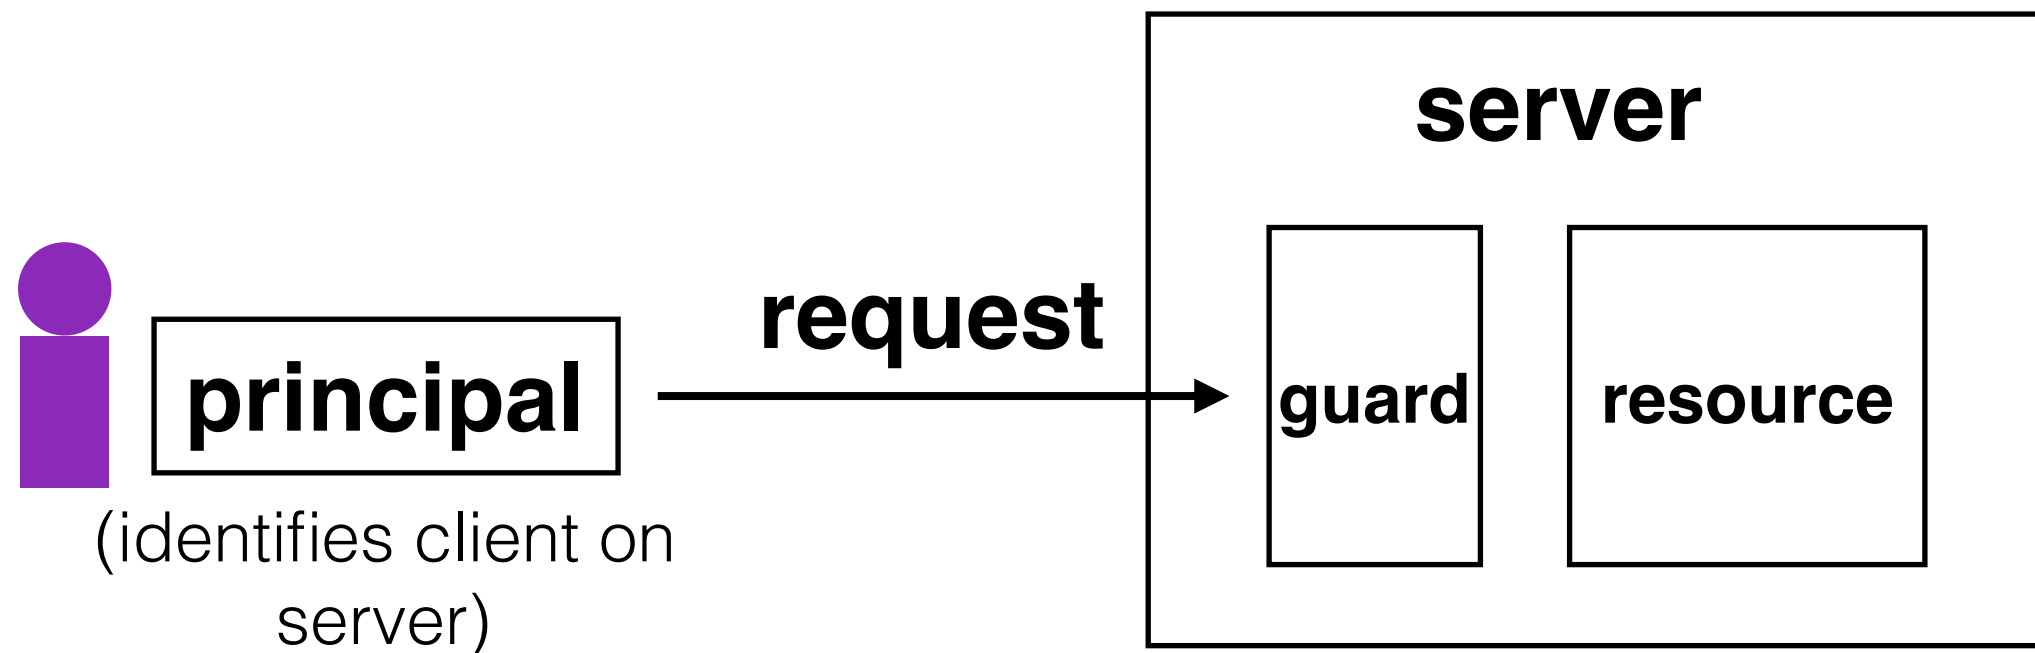 server
request
principal
guard
resource
(identifies client on
server)